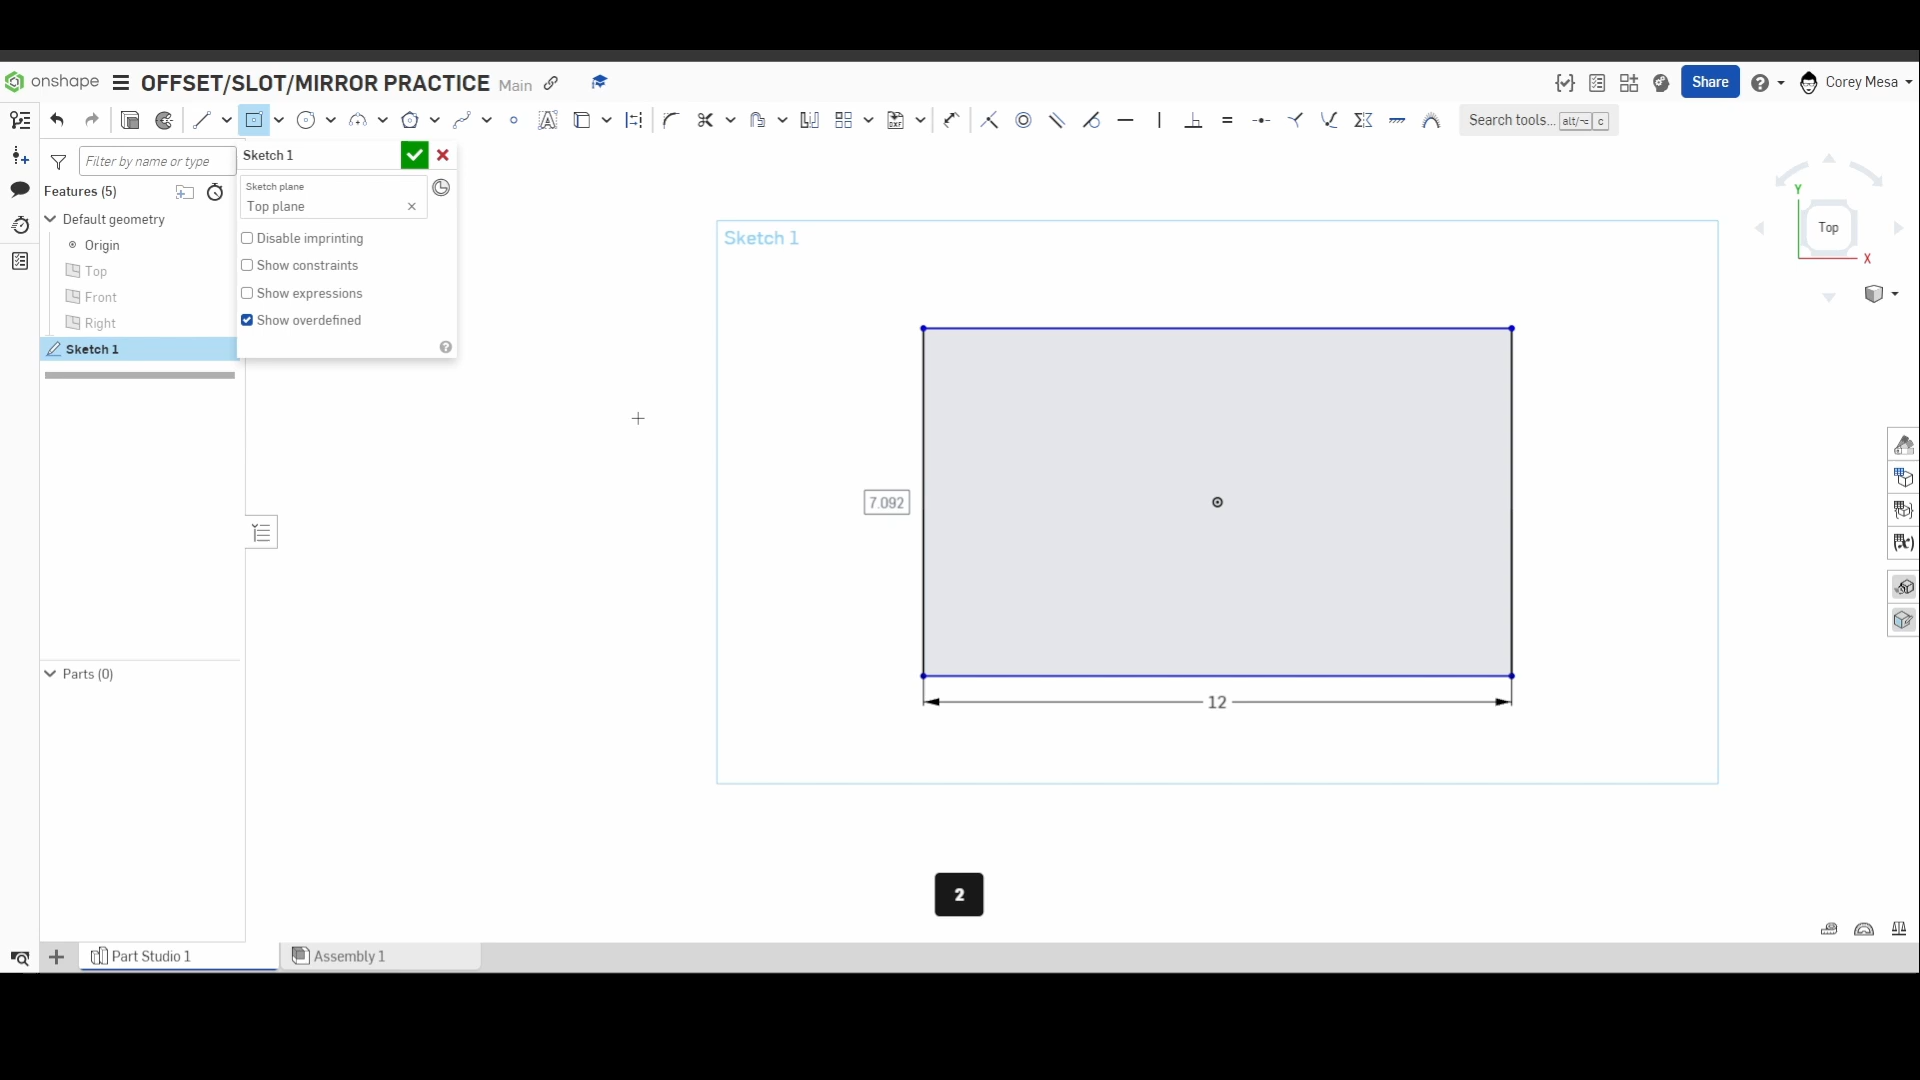 onshape OFFSET/SLOT/MIRROR PRACTICE Main Share Corey Mesa
Search tools... alt/⌥ c
Filter by name or type
Features (5)
Default geometry
Origin
Top
Front
Right
Sketch 1
Parts (0)
Sketch 1
Sketch plane
Top plane
Disable imprinting
Show constraints
Show expressions
Show overdefined
Sketch 1
7.092
12
Y
Top
X
2
Part Studio 1
Assembly 1